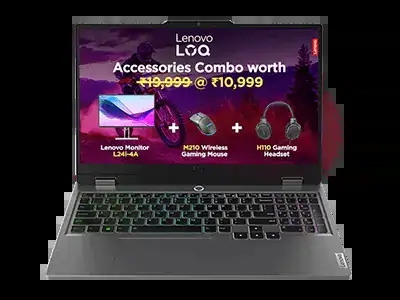 Lenovo
LOQ
Accessories Combo worth
₹19,999 @ ₹10,999
Lenovo Monitor
L24i-4A
+
M210 Wireless
Gaming Mouse
+
H110 Gaming
Headset
Lenovo